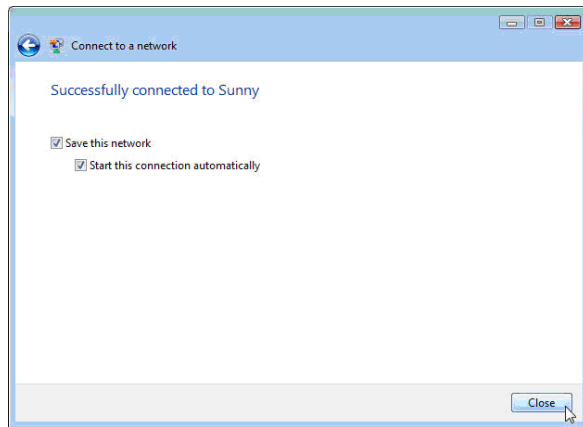 Connect to a network
Successfully connected to Sunny
Save this network
Start this connection automatically
Close